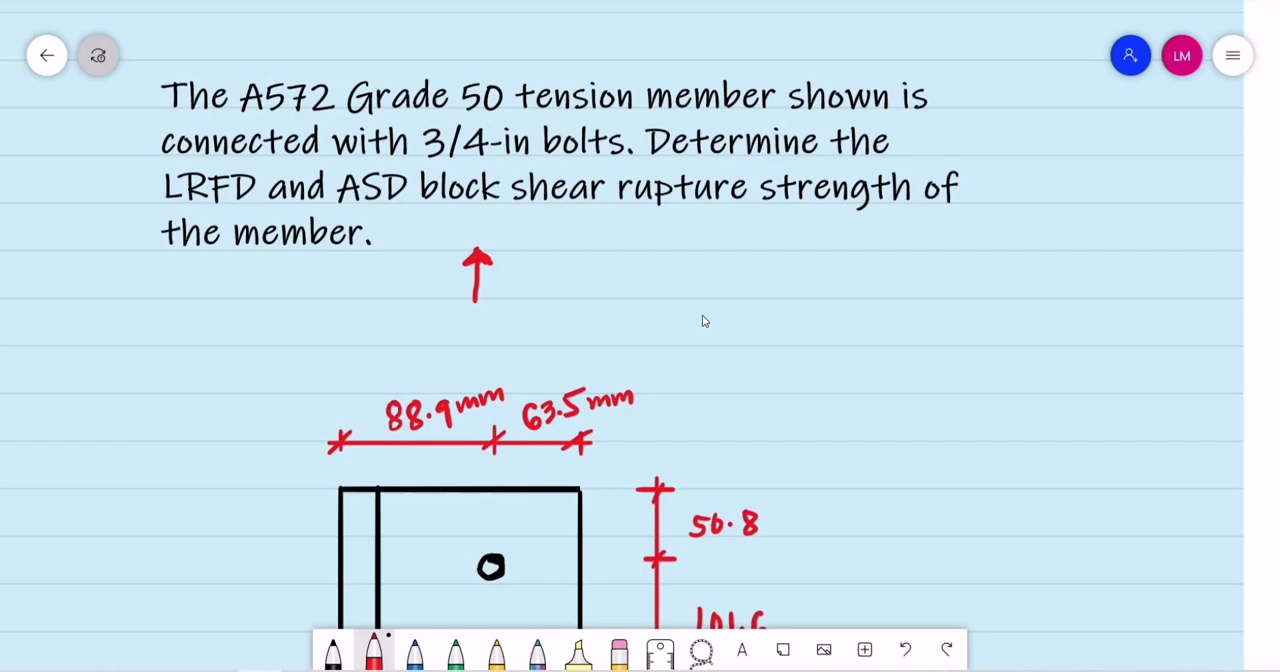 LM
The A572 Grade 50 tension member shown is
connected with 3/4-in bolts. Determine the
LRFD and ASD block shear rupture strength of
the member.
88.9mm 63.5mm
50.8
A